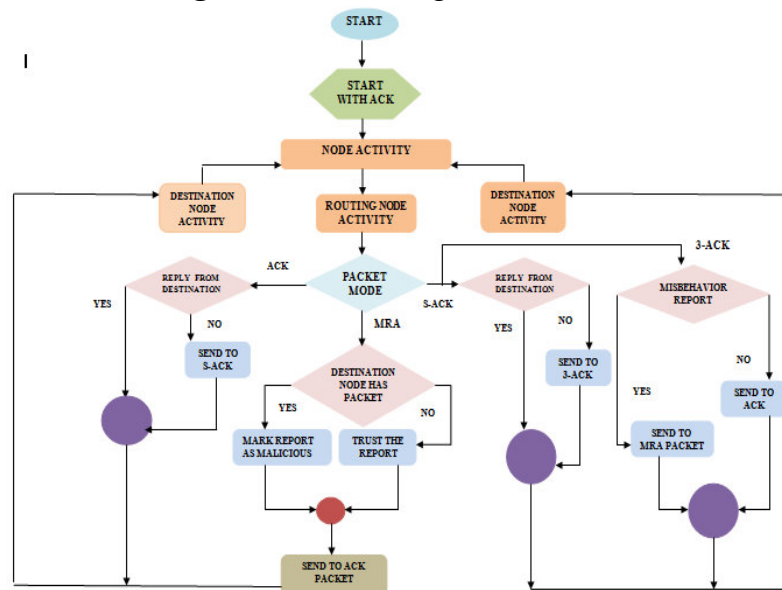 START
START
WITH ACK
NODE ACTIVITY
DESTINATION
NODE
ACTIVITY
ROUTING NODE
ACTIVITY
DESTINATION
NODE
ACTIVITY
3-ACK
ACK
REPLY FROM
DESTINATION
PACKET
MODE
S-ACK
REPLY FROM
DESTINATION
MISBEHAVIOR
REPORT
YES
NO
MRA
YES
NO
SEND TO
S-ACK
DESTINATION
NODE HAS
PACKET
SEND TO
3-ACK
YES
NO
SEND TO
ACK
YES
NO
MARK REPORT
AS MALICIOUS
TRUST THE
REPORT
SEND TO
MRA PACKET
SEND TO ACK
PACKET